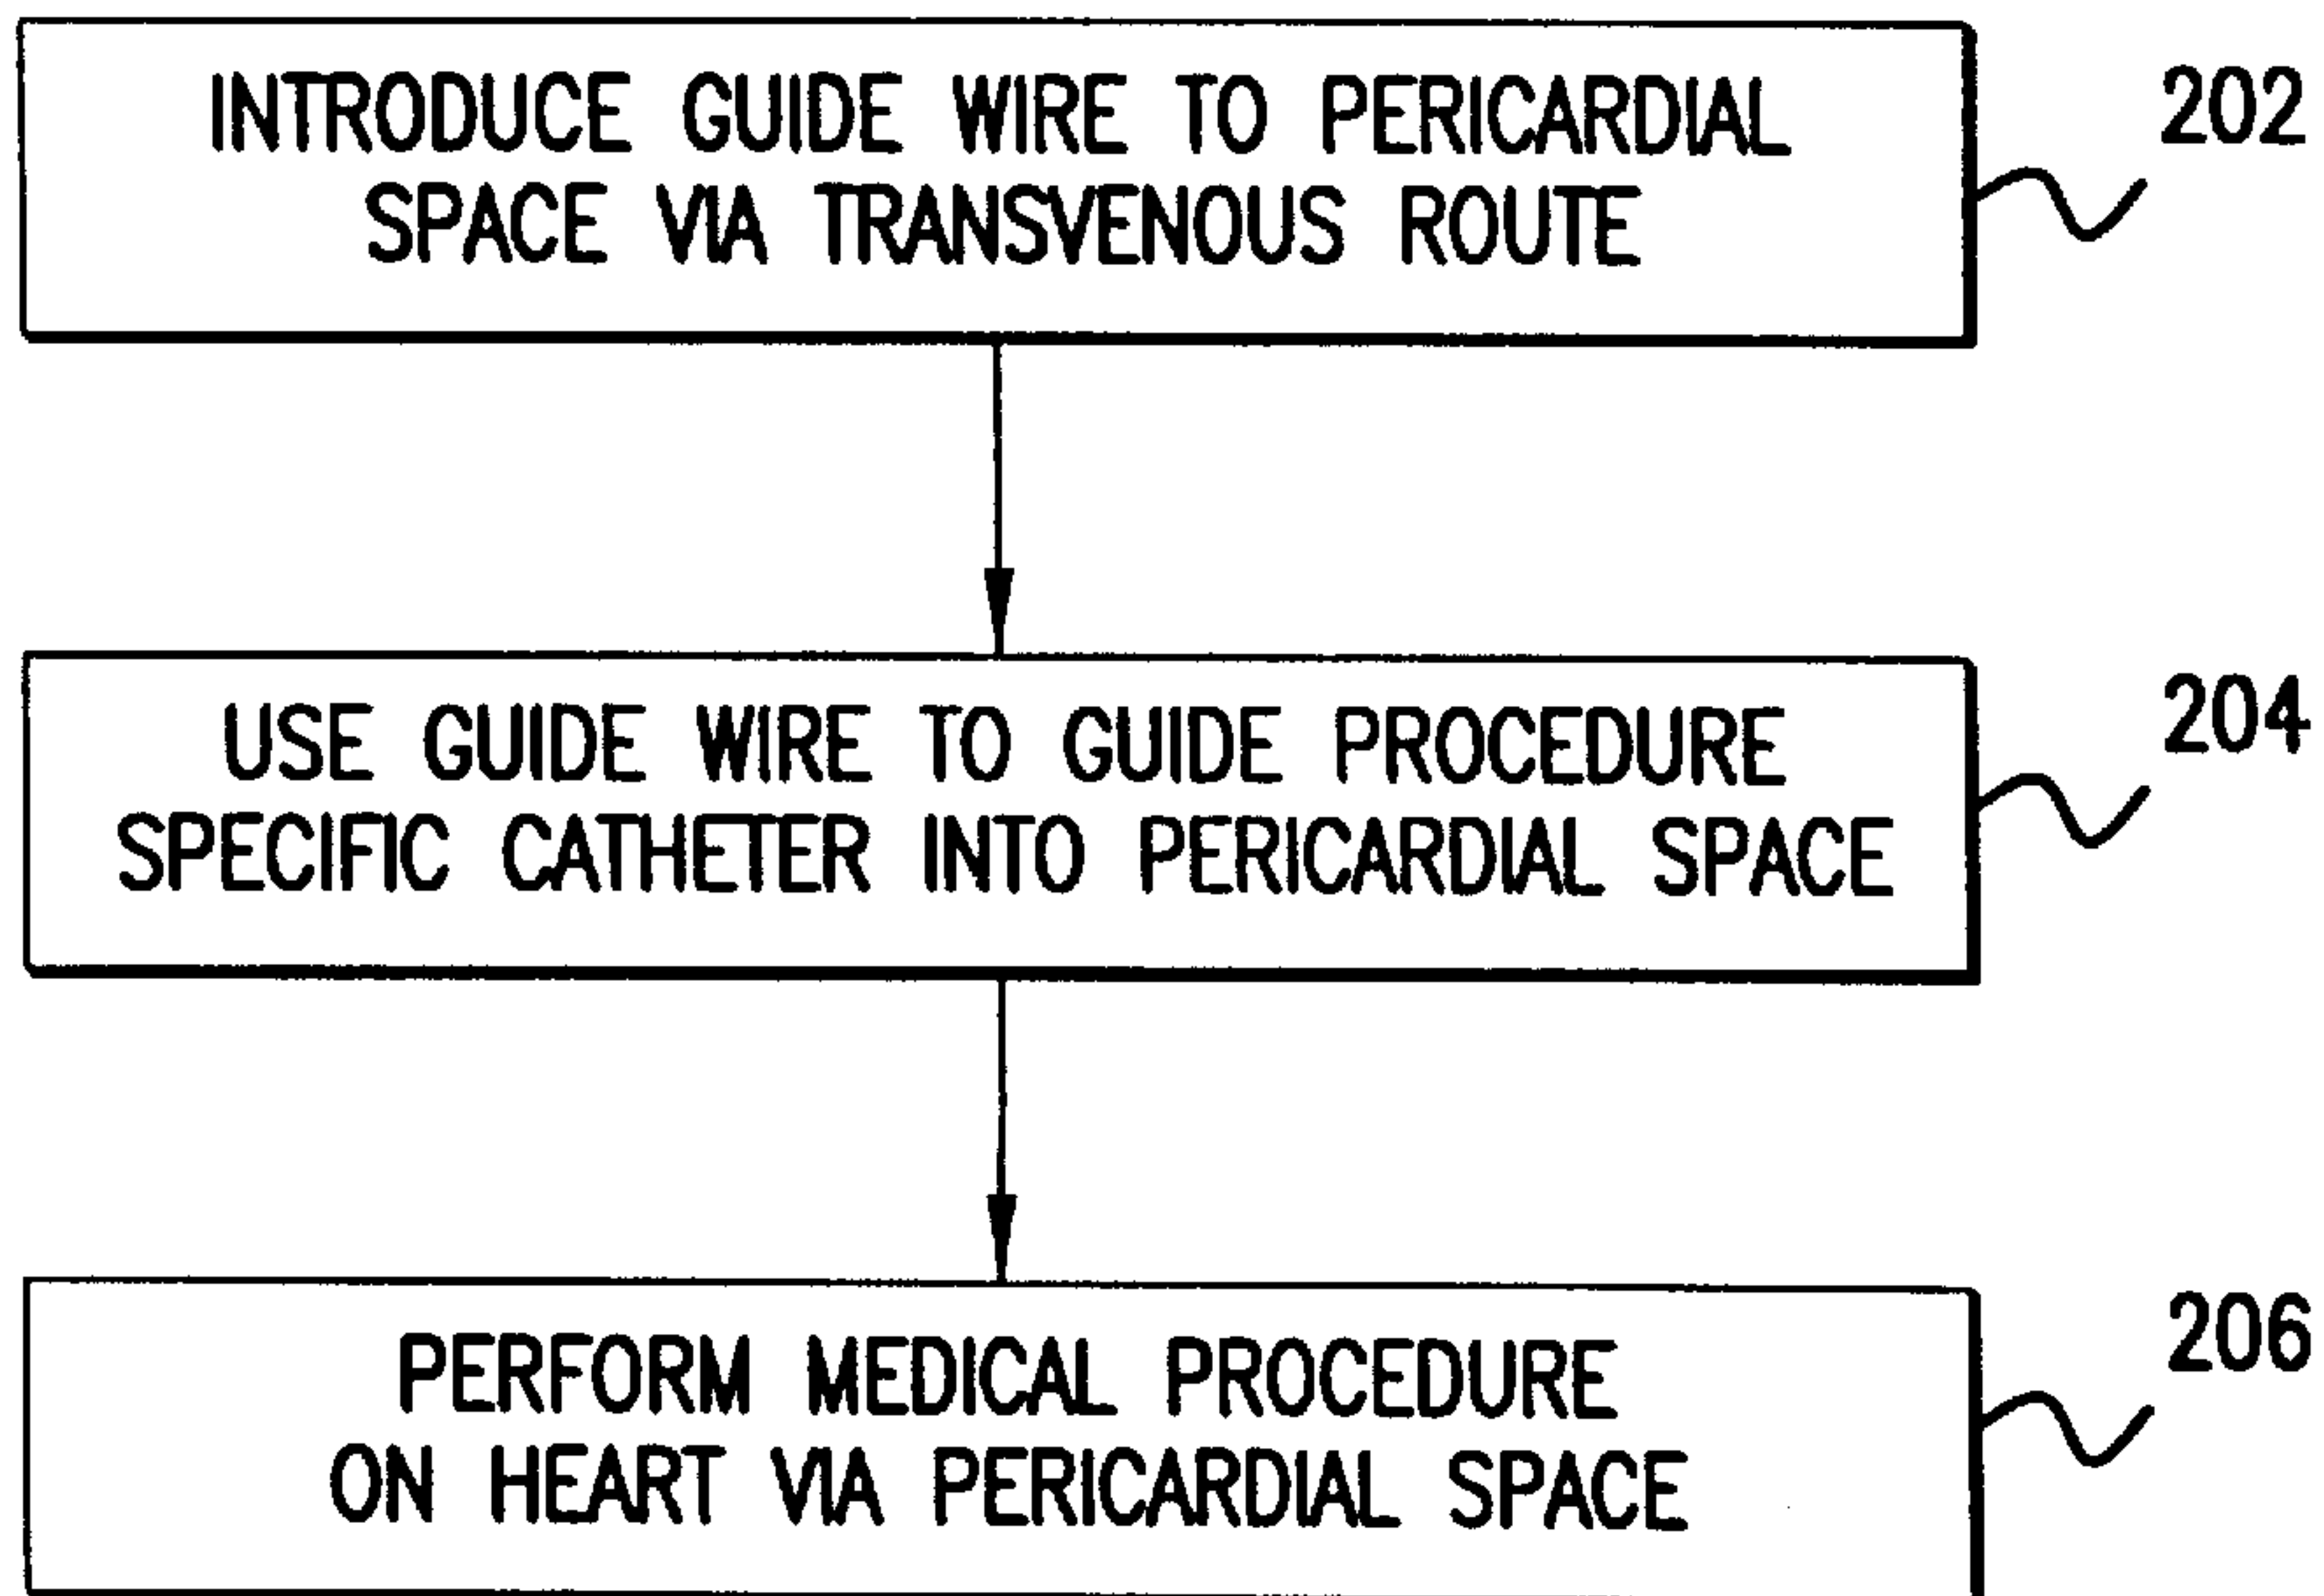 INTRODUCE GUIDE WIRE TO PERICARDIAL
SPACE VIA TRANSVENOUS ROUTE
202
USE GUIDE WIRE TO GUIDE PROCEDURE
SPECIFIC CATHETER INTO PERICARDIAL SPACE
204
PERFORM MEDICAL PROCEDURE
ON HEART VIA PERICARDIAL SPACE
206